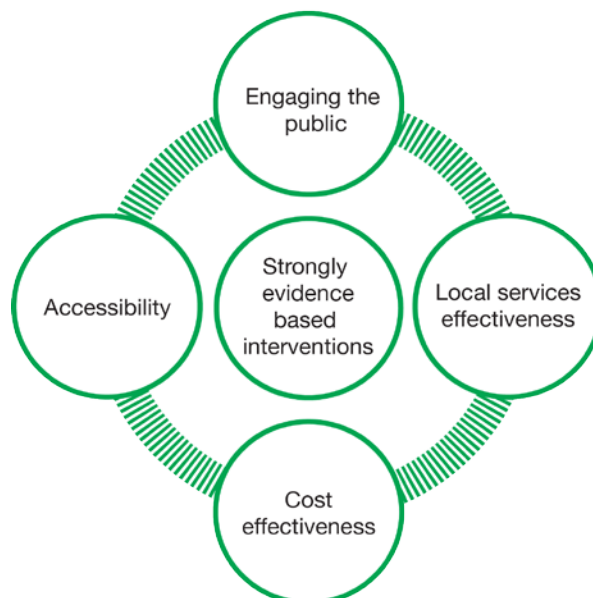 Engaging the
public
Accessibility
Strongly
evidence
based
interventions
Local services
effectiveness
Cost
effectiveness